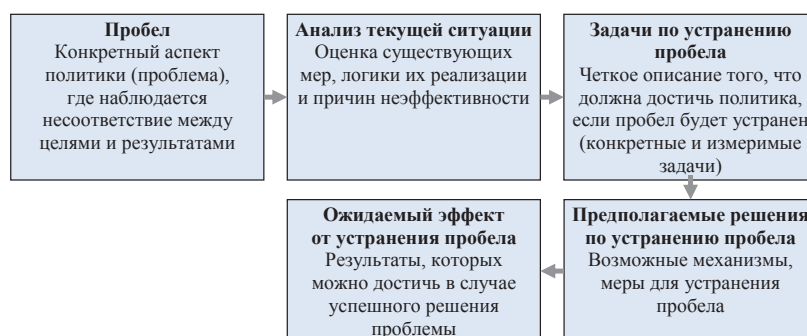 Пробел
Конкретный аспект
политики (проблема),
где наблюдается
несоответствие между
целями и результатами
Анализ текущей ситуации
Оценка существующих
мер, логики их реализации
и причин неэффективности
Задачи по устранению
пробела
Четкое описание того, что
должна достичь политика,
если пробел будет устранен
(конкретные и измеримые
задачи)
Предполагаемые решения
по устранению пробела
Возможные механизмы,
меры для устранения
пробела
Ожидаемый эффект
от устранения пробела
Результаты, которых
можно достичь в случае
успешного решения
проблемы